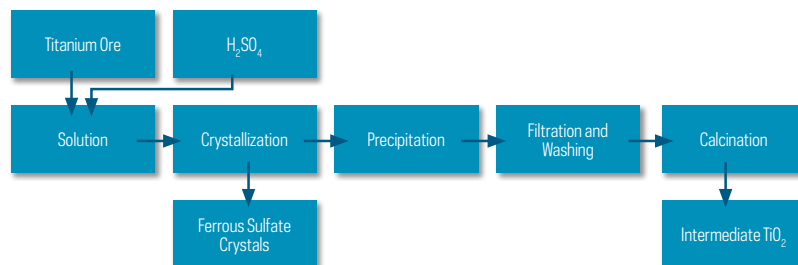 Titanium Ore
H₂SO₄
Solution
Crystallization
Precipitation
Filtration and
Washing
Calcination
Ferrous Sulfate
Crystals
Intermediate TiO₂